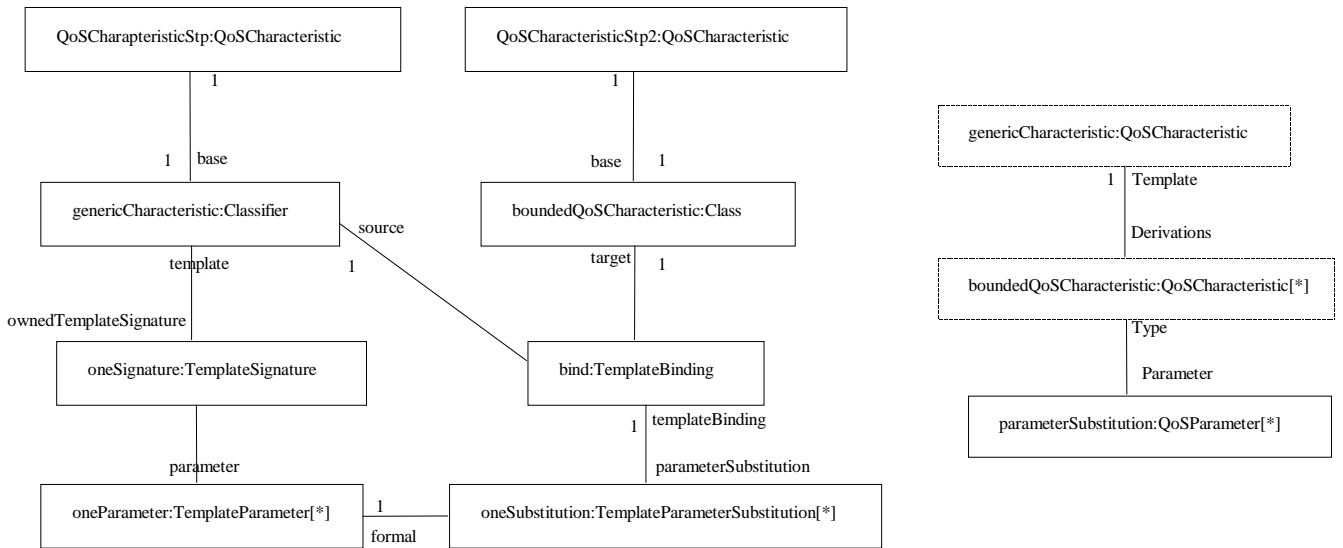 QoSCharapteristicStp:QoSCharacteristic
QoSCharacteristicStp2:QoSCharacteristic
1
1
1
base
base
1
genericCharacteristic:Classifier
boundedQoSCharacteristic:Class
source
1
template
target
1
ownedTemplateSignature
oneSignature:TemplateSignature
bind:TemplateBinding
1
templateBinding
parameter
parameterSubstitution
oneParameter:TemplateParameter[*]
1
formal
oneSubstitution:TemplateParameterSubstitution[*]
genericCharacteristic:QoSCharacteristic
1
Template
Derivations
boundedQoSCharacteristic:QoSCharacteristic[*]
Type
Parameter
parameterSubstitution:QoSParameter[*]